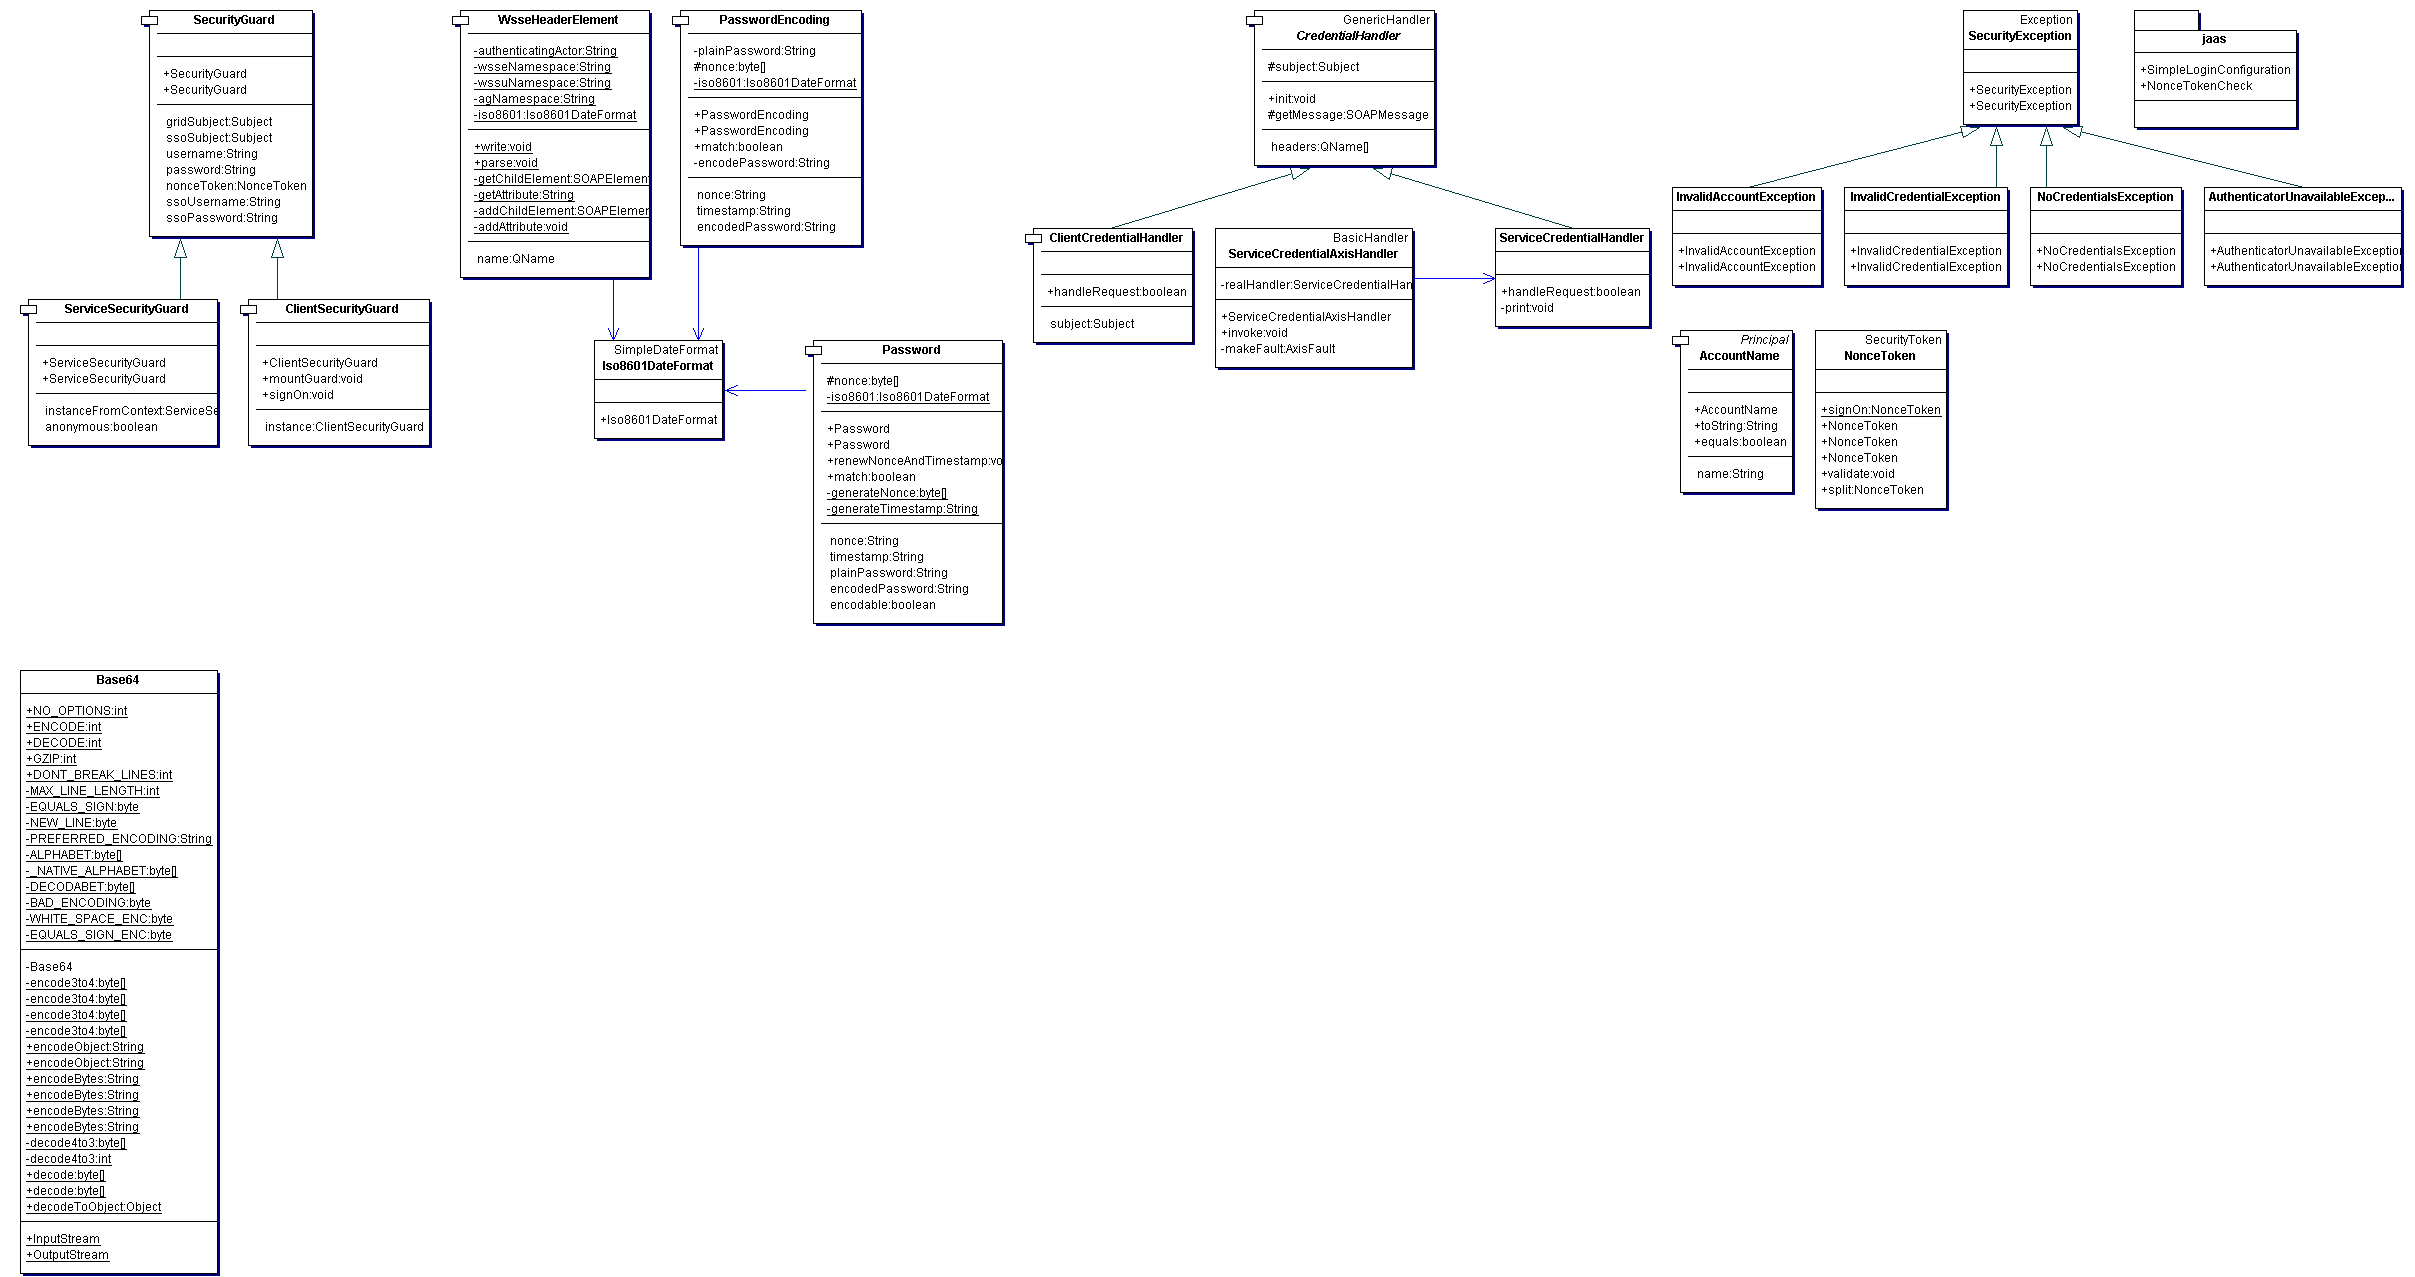 SecurityGuard
+SecurityGuard
+SecurityGuard
gridSubject:Subject
ssoSubject:Subject
username:String
password:String
nonceToken:NonceToken
ssoUsername:String
ssoPassword:String
ServiceSecurityGuard
+ServiceSecurityGuard
+ServiceSecurityGuard
instanceFromContext:ServiceSe
anonymous:boolean
ClientSecurityGuard
+ClientSecurityGuard
+mountGuard:void
+signOn:void
instance:ClientSecurityGuard
WsseHeaderElement
-authenticatingActor:String
-wsseNamespace:String
-wssuNamespace:String
-agNamespace:String
-iso8601:Iso8601DateFormat
+write:void
+parse:void
-getChildElement:SOAPElement
-getAttribute:String
-addChildElement:SOAPElemen
-addAttribute:void
name:QName
PasswordEncoding
-plainPassword:String
#nonce:byte[]
-iso8601:Iso8601DateFormat
+PasswordEncoding
+PasswordEncoding
+match:boolean
-encodePassword:String
nonce:String
timestamp:String
encodedPassword:String
SimpleDateFormat
Iso8601DateFormat
+Iso8601DateFormat
Password
#nonce:byte[]
-iso8601:Iso8601DateFormat
+Password
+Password
+renewNonceAndTimestamp:vo
+match:boolean
-generateNonce:byte[]
-generateTimestamp:String
nonce:String
timestamp:String
plainPassword:String
encodedPassword:String
encodable:boolean
GenericHandler
CredentialHandler
#subject:Subject
+init:void
#getMessage:SOAPMessage
headers:QName[]
ClientCredentialHandler
+handleRequest:boolean
subject:Subject
BasicHandler
ServiceCredentialAxisHandler
-realHandler:ServiceCredentialHan
+ServiceCredentialAxisHandler
+invoke:void
-makeFault:AxisFault
ServiceCredentialHandler
+handleRequest:boolean
-print:void
Exception
SecurityException
+SecurityException
+SecurityException
jaas
+SimpleLoginConfiguration
+NonceTokenCheck
InvalidAccountException
+InvalidAccountException
+InvalidAccountException
InvalidCredentialException
+InvalidCredentialException
+InvalidCredentialException
NoCredentialsException
+NoCredentialsException
+NoCredentialsException
AuthenticatorUnavailableExcep...
+AuthenticatorUnavailableException
+AuthenticatorUnavailableException
Principal
AccountName
+AccountName
+toString:String
+equals:boolean
name:String
SecurityToken
NonceToken
+signOn:NonceToken
+NonceToken
+NonceToken
+NonceToken
+validate:void
+split:NonceToken
Base64
+NO_OPTIONS:int
+ENCODE:int
+DECODE:int
+GZIP:int
+DONT_BREAK_LINES:int
-MAX_LINE_LENGTH:int
-EQUALS_SIGN:byte
-NEW_LINE:byte
-PREFERRED_ENCODING:String
-ALPHABET:byte[]
-_NATIVE_ALPHABET:byte[]
-DECODABET:byte[]
-BAD_ENCODING:byte
-WHITE_SPACE_ENC:byte
-EQUALS_SIGN_ENC:byte
-Base64
-encode3to4:byte[]
-encode3to4:byte[]
-encode3to4:byte[]
-encode3to4:byte[]
+encodeObject:String
+encodeObject:String
+encodeBytes:String
+encodeBytes:String
+encodeBytes:String
+encodeBytes:String
-decode4to3:byte[]
-decode4to3:int
+decode:byte[]
+decode:byte[]
+decodeToObject:Object
+InputStream
+OutputStream